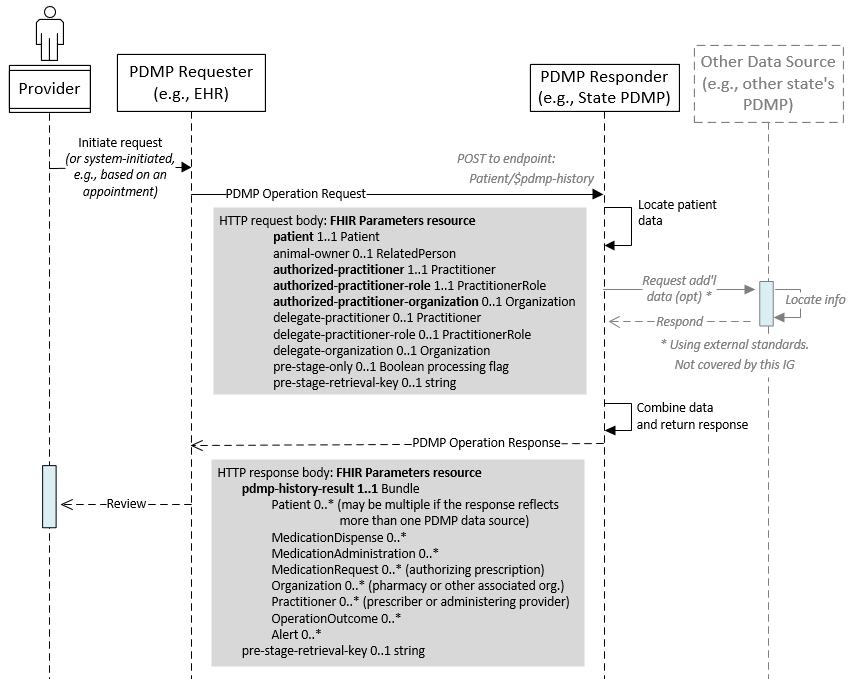 Provider
PDMP Requester
(e.g., EHR)
PDMP Responder
(e.g., State PDMP)
Other Data Source
(e.g., other state's
PDMP)
Initiate request
(or system-initiated,
e.g., based on an
appointment)
POST to endpoint:
Patient/$pdmp-history
PDMP Operation Request
Locate patient
data
HTTP request body: FHIR Parameters resource
patient 1..1 Patient
animal-owner 0..1 RelatedPerson
authorized-practitioner 1..1 Practitioner
authorized-practitioner-role 1..1 PractitionerRole
authorized-practitioner-organization 0..1 Organization
delegate-practitioner 0..1 Practitioner
delegate-practitioner-role 0..1 PractitionerRole
delegate-organization 0..1 Organization
pre-stage-only 0..1 Boolean processing flag
pre-stage-retrieval-key 0..1 string
Request add'l
data (opt) *
Locate info
Respond
* Using external standards.
Not covered by this IG
Combine data
and return response
PDMP Operation Response
HTTP response body: FHIR Parameters resource
pdmp-history-result 1..1 Bundle
Patient 0..* (may be multiple if the response reflects
more than one PDMP data source)
MedicationDispense 0..*
MedicationAdministration 0..*
MedicationRequest 0..* (authorizing prescription)
Organization 0..* (pharmacy or other associated org.)
Practitioner 0..* (prescriber or administering provider)
OperationOutcome 0..*
Alert 0..*
pre-stage-retrieval-key 0..1 string
Review